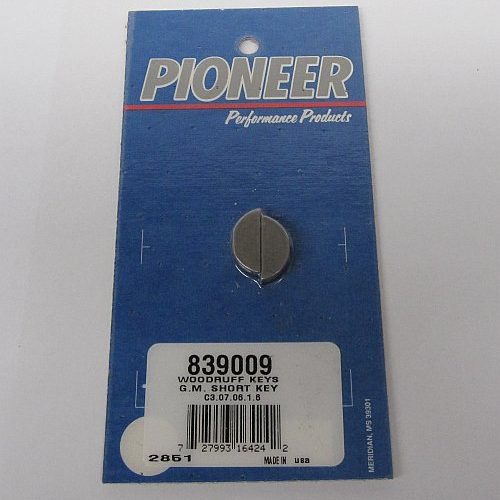 PIONEER
Performance Products
839009
WOODRUFF KEYS
G.M. SHORT KEY
C3.07.06.1.6
7 27993 16424 2
2851 MADE IN USA
MERIDIAN, MS 39301